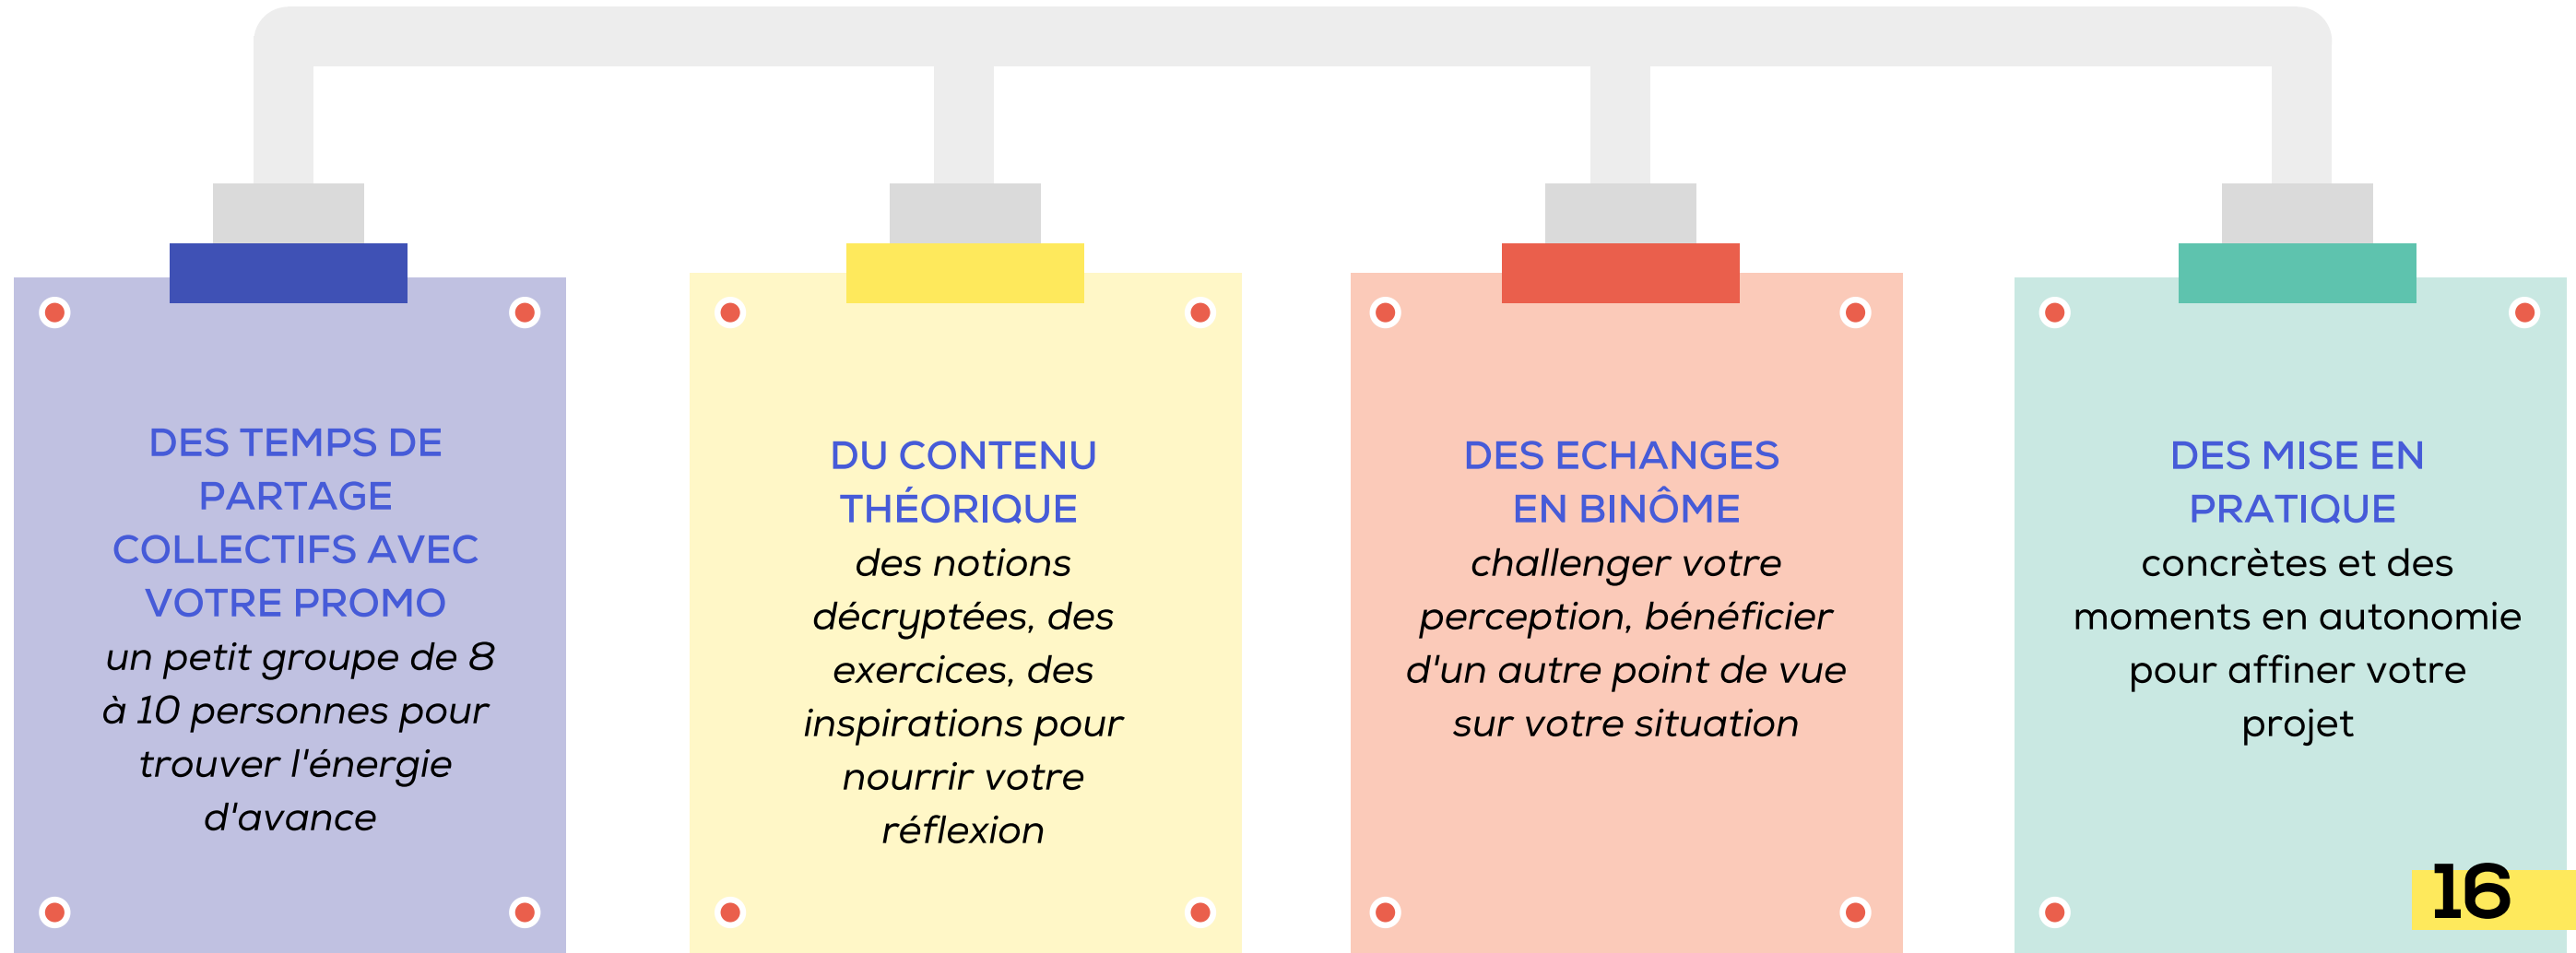 DES TEMPS DE
PARTAGE
COLLECTIFS AVEC
VOTRE PROMO
un petit groupe de 8
à 10 personnes pour
trouver l'énergie
d'avance
DU CONTENU
THÉORIQUE
des notions
décryptées, des
exercices, des
inspirations pour
nourrir votre
réflexion
DES ECHANGES
EN BINÔME
challenger votre
perception, bénéficier
d'un autre point de vue
sur votre situation
DES MISE EN
PRATIQUE
concrètes et des
moments en autonomie
pour affiner votre
projet
16